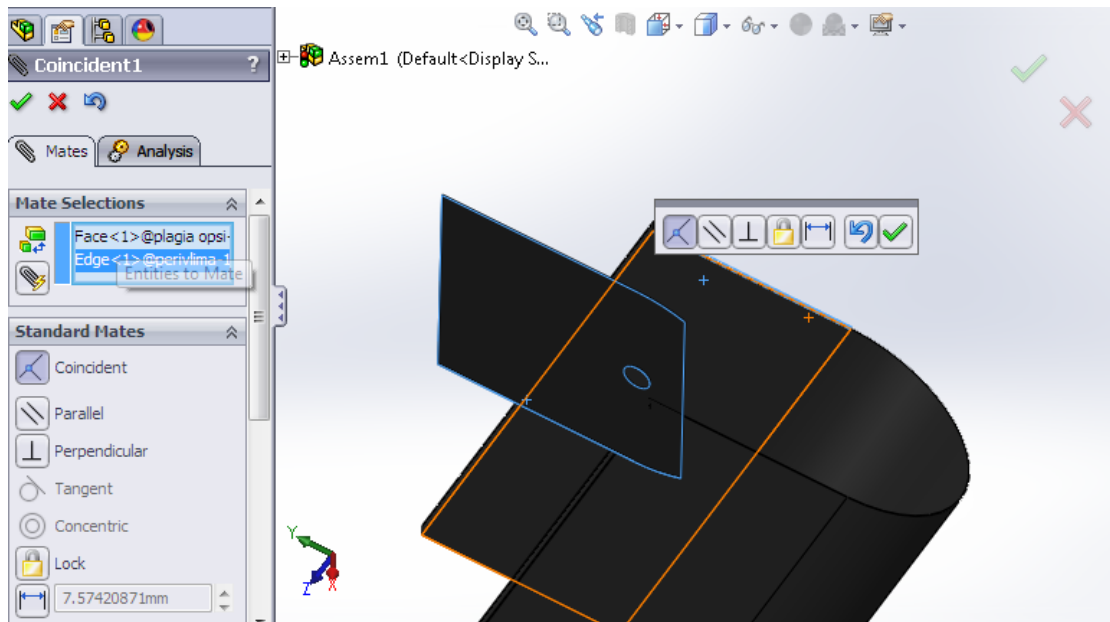 Assem1 (Default<Display S...
Coincident1 ?
Mates
Analysis
Mate Selections
Face<1>@plagia opsi-
Edge<1>@perivlima-1
Entities to Mate
Standard Mates
Coincident
Parallel
Perpendicular
Tangent
Concentric
Lock
7.57420871mm
Y
Z
X